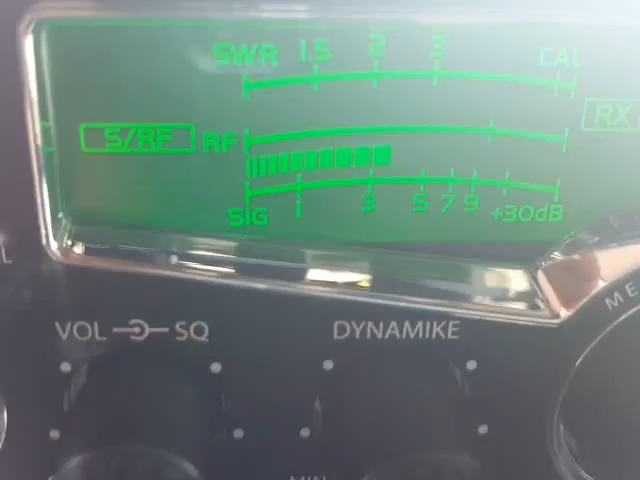 SWR 1.5 2 3 CAL
RX
S/RF RF
SIG 1 3 5 7 9 +30dB
VOL SQ DYNAMIKE